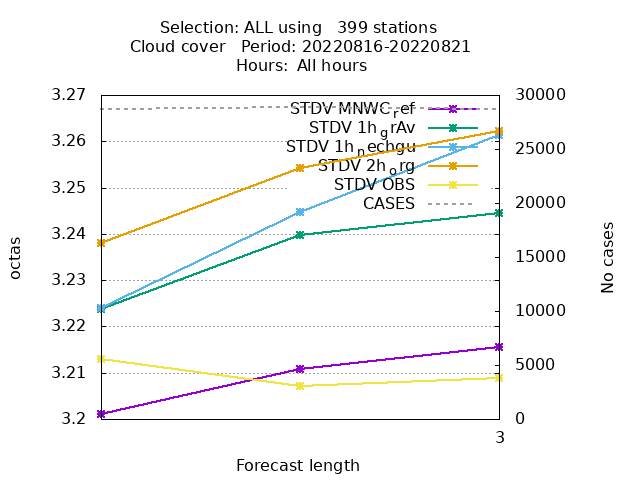 Selection: ALL using   399 stations
Cloud cover   Period: 20220816-20220821
Hours:  All hours
3.27
3.26
3.25
3.24
3.23
3.22
3.21
3.2
octas
STDV MNWC_ref
STDV 1h_grAv
STDV 1h_nechgu
STDV 2h_org
STDV OBS
CASES
30000
25000
20000
15000
10000
5000
0
No cases
3
Forecast length